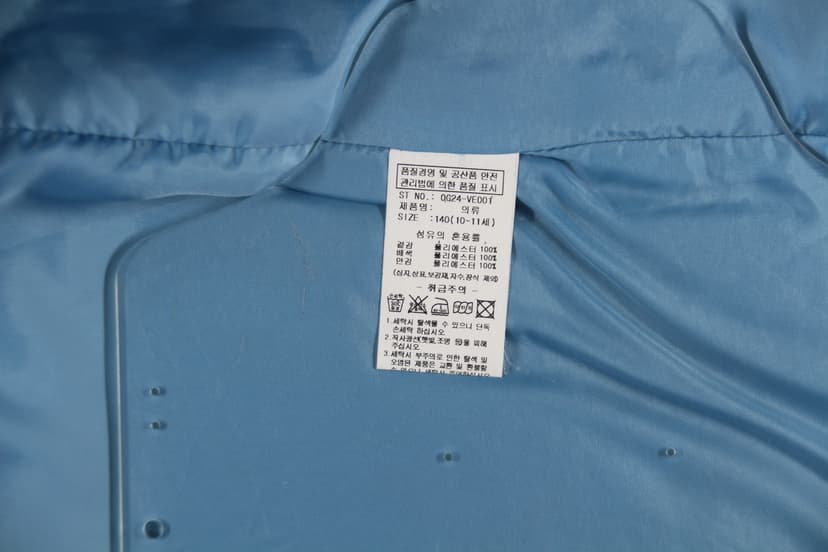 품질경영 및 공산품 안전
관리법에 의한 품질 표시
ST NO.: QG24-VE001
제품명: 의류
SIZE :140(10~11세)
섬유의 혼용률
겉감 폴리에스터 100%
배색 폴리에스터 100%
안감 폴리에스터 100%
(심지,상표,보강재,자수,장식 제외)
- 취급주의 -
1.세탁시 탈색될 수 있으니 단독
손세탁 하십시오
2.직사광선(햇빛,조명 등)을 피해
주십시오
3.세탁시 부주의로 인한 탈색 및
오염된 제품은 교환 및 환불할